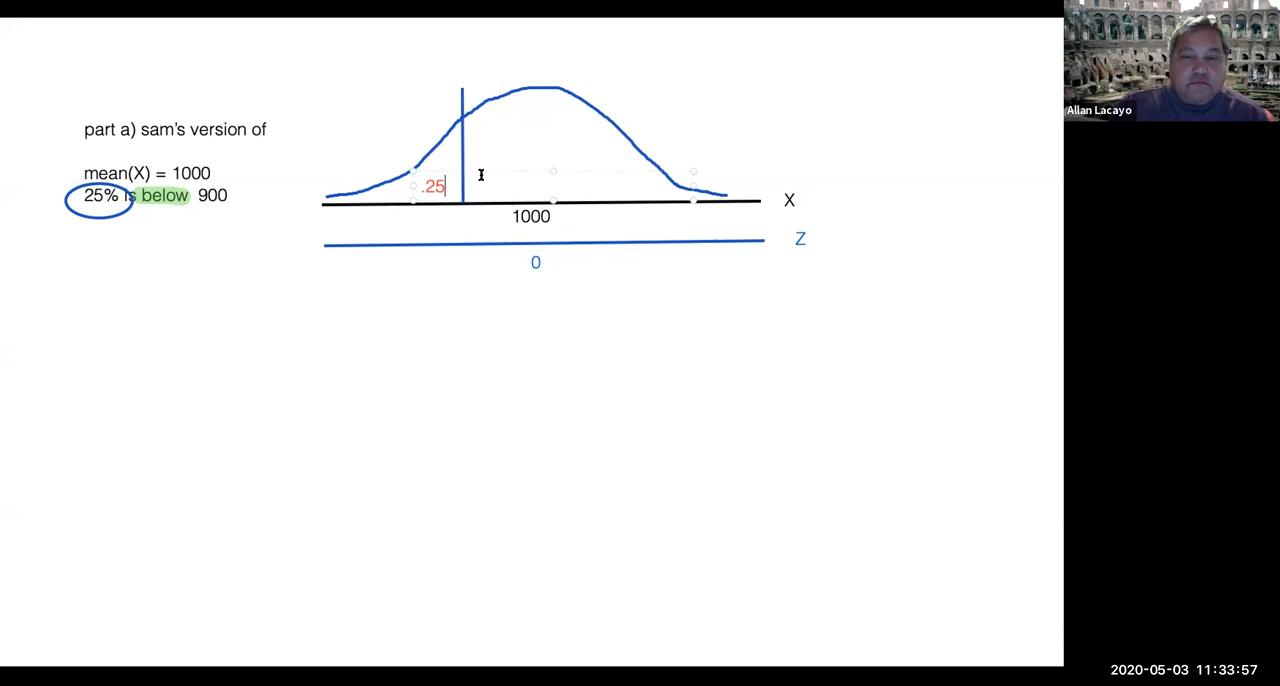 part a) sam's version of
mean(X) = 1000
25% is below 900
.25
1000
X
Z
0
Allan Lacayo
2020-05-03 11:33:57